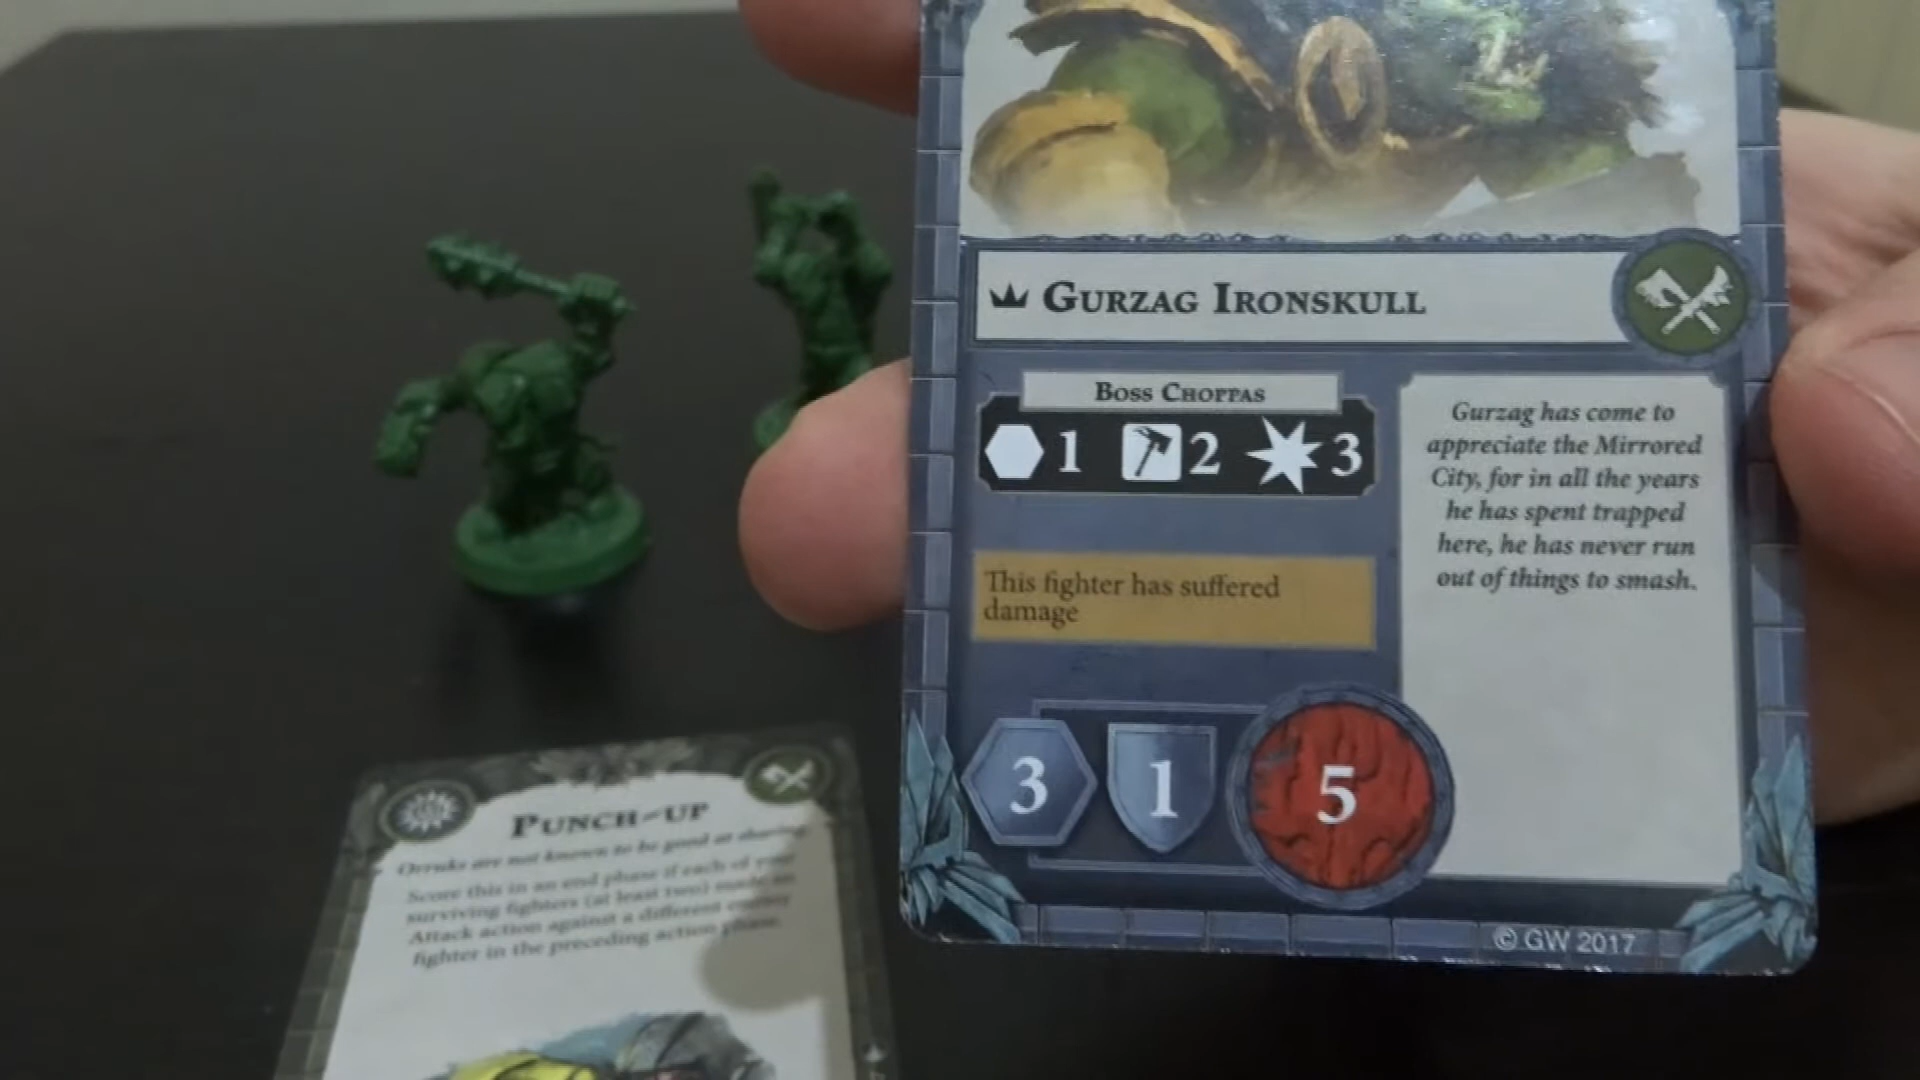 GURZAG IRONSKULL
BOSS CHOPPAS
1 2 3
This fighter has suffered
damage
Gurzag has come to
appreciate the Mirrored
City, for in all the years
he has spent trapped
here, he has never run
out of things to smash.
3 1 5
© GW 2017
PUNCH-UP
Orruks are not known to be good at sharing.
Score this in an end phase if each of your
surviving fighters (at least two) made an
Attack action against a different enemy
fighter in the preceding action phase.